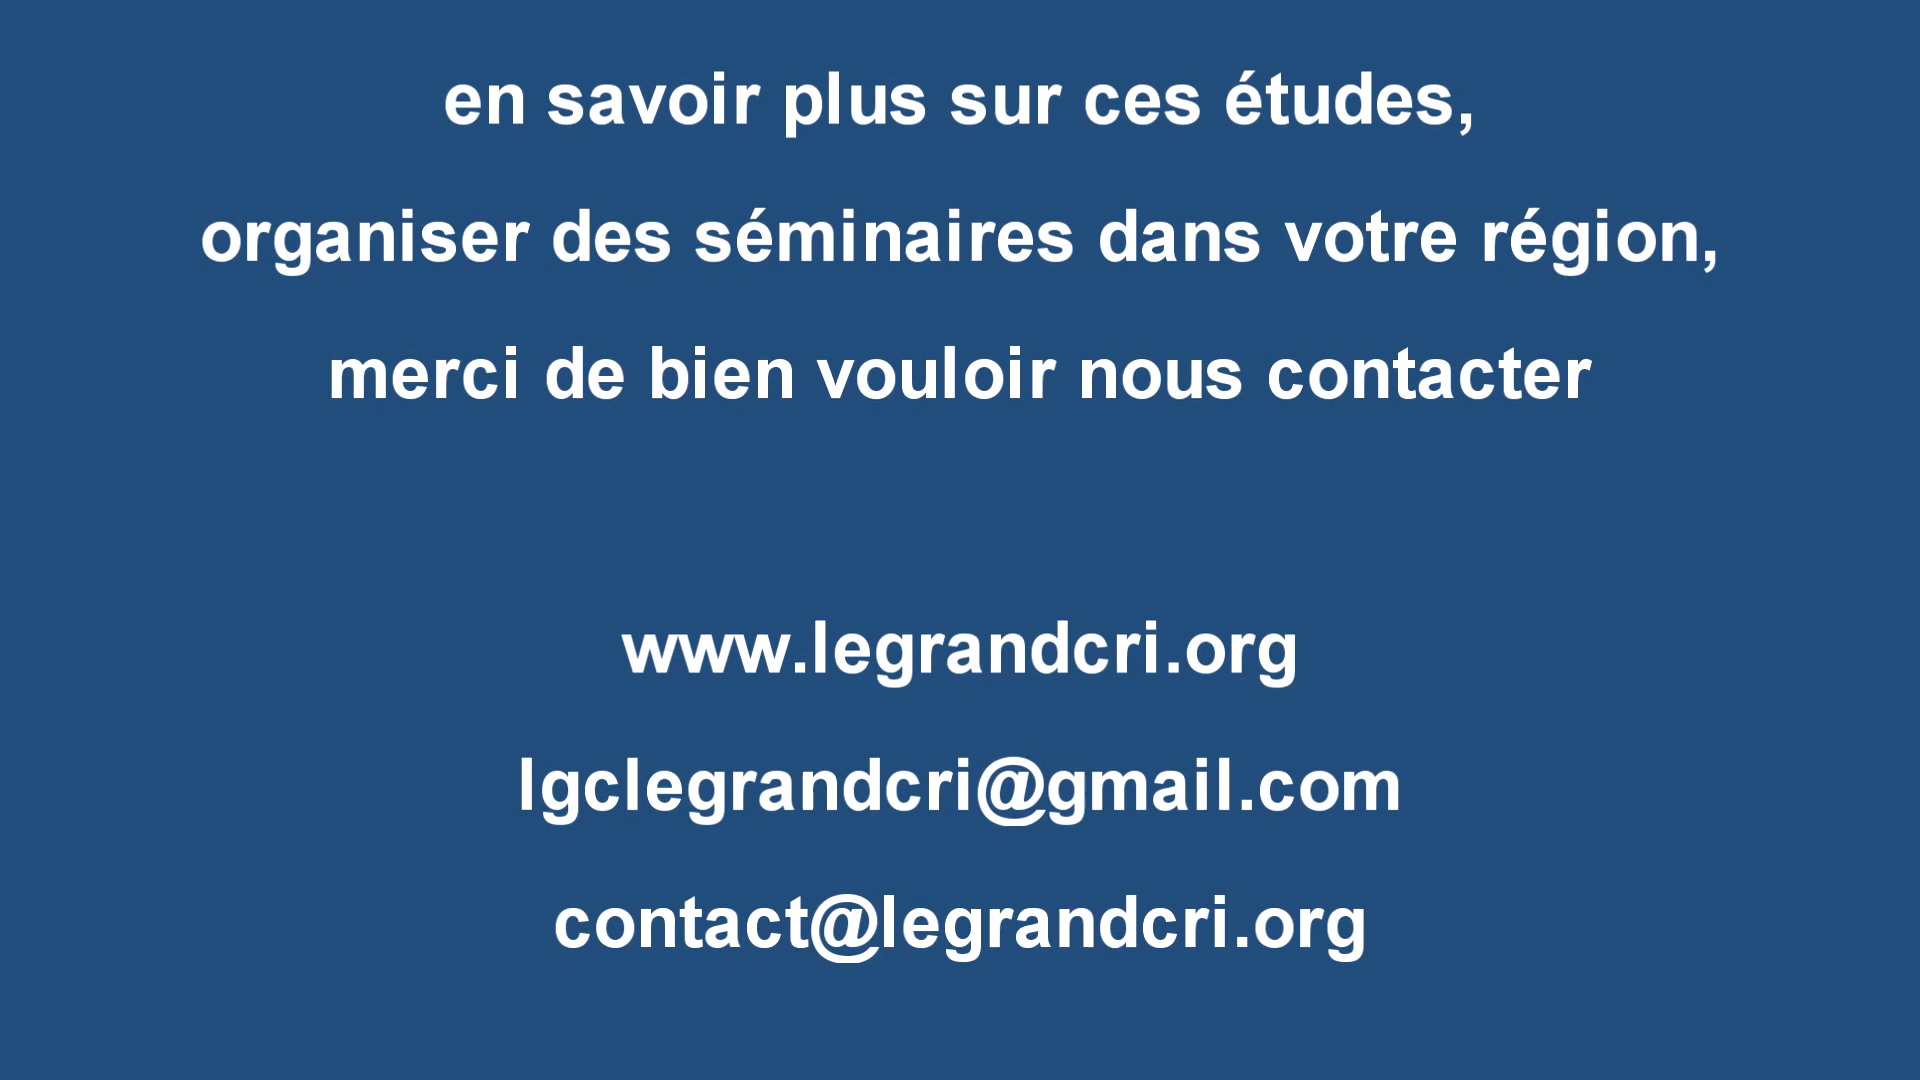 en savoir plus sur ces études,
organiser des séminaires dans votre région,
merci de bien vouloir nous contacter
www.legrandcri.org
lgclegrandcri@gmail.com
contact@legrandcri.org